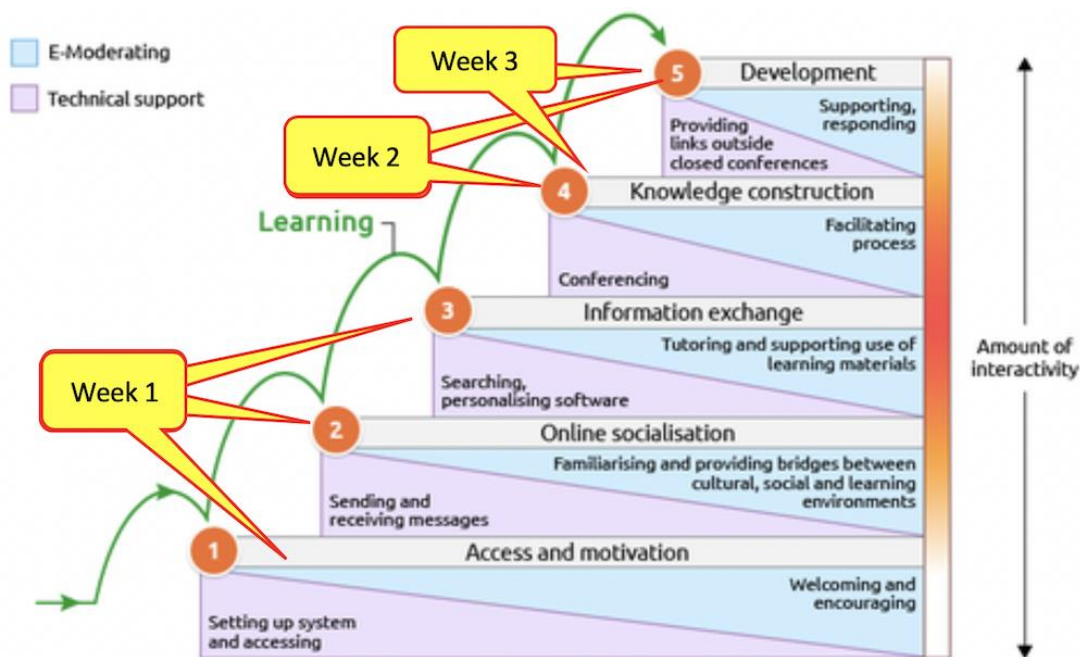 E-Moderating
Technical support
Week 3
Week 2
Learning
Week 1
5
Development
Supporting,
responding
Providing
links outside
closed conferences
4
Knowledge construction
Facilitating
process
Conferencing
3
Information exchange
Tutoring and supporting use of
learning materials
Searching,
personalising software
2
Online socialisation
Familiarising and providing bridges between
cultural, social and learning
environments
Sending and
receiving messages
1
Access and motivation
Welcoming and
encouraging
Setting up system
and accessing
Amount of
interactivity